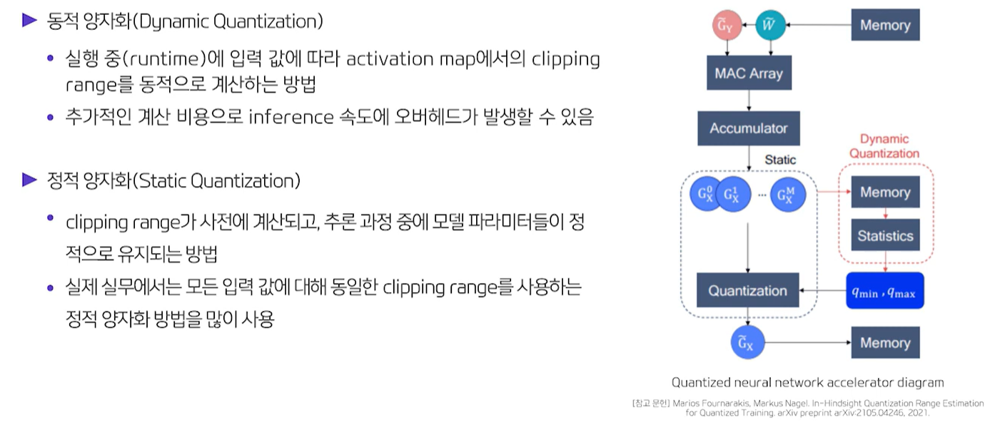 ▶ 동적 양자화(Dynamic Quantization)
• 실행 중(runtime)에 입력 값에 따라 activation map에서의 clipping
range를 동적으로 계산하는 방법
• 추가적인 계산 비용으로 inference 속도에 오버헤드가 발생할 수 있음
▶ 정적 양자화(Static Quantization)
• clipping range가 사전에 계산되고, 추론 과정 중에 모델 파라미터들이 정
적으로 유지되는 방법
• 실제 실무에서는 모든 입력 값에 대해 동일한 clipping range를 사용하는
정적 양자화 방법을 많이 사용
G̃Y
W̃
Memory
MAC Array
Accumulator
Static
Dynamic
Quantization
G⁰X G¹X ... GᴹX
Memory
Statistics
Quantization
qmin , qmax
G̃X
Memory
Quantized neural network accelerator diagram
[참고 문헌] Marios Fournarakis, Markus Nagel. In-Hindsight Quantization Range Estimation
for Quantized Training. arXiv preprint arXiv:2105.04246, 2021.